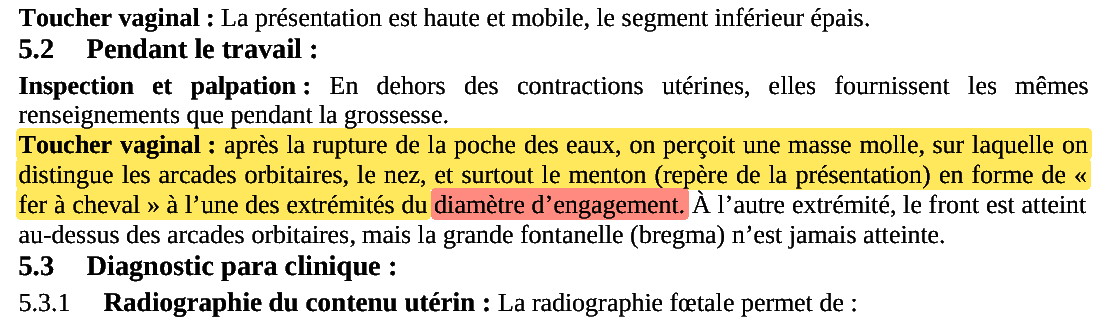 Toucher vaginal : La présentation est haute et mobile, le segment inférieur épais.
5.2 Pendant le travail :
Inspection et palpation : En dehors des contractions utérines, elles fournissent les mêmes
renseignements que pendant la grossesse.
Toucher vaginal : après la rupture de la poche des eaux, on perçoit une masse molle, sur laquelle on
distingue les arcades orbitaires, le nez, et surtout le menton (repère de la présentation) en forme de «
fer à cheval » à l’une des extrémités du diamètre d’engagement. À l’autre extrémité, le front est atteint
au-dessus des arcades orbitaires, mais la grande fontanelle (bregma) n’est jamais atteinte.
5.3 Diagnostic para clinique :
5.3.1 Radiographie du contenu utérin : La radiographie fœtale permet de :